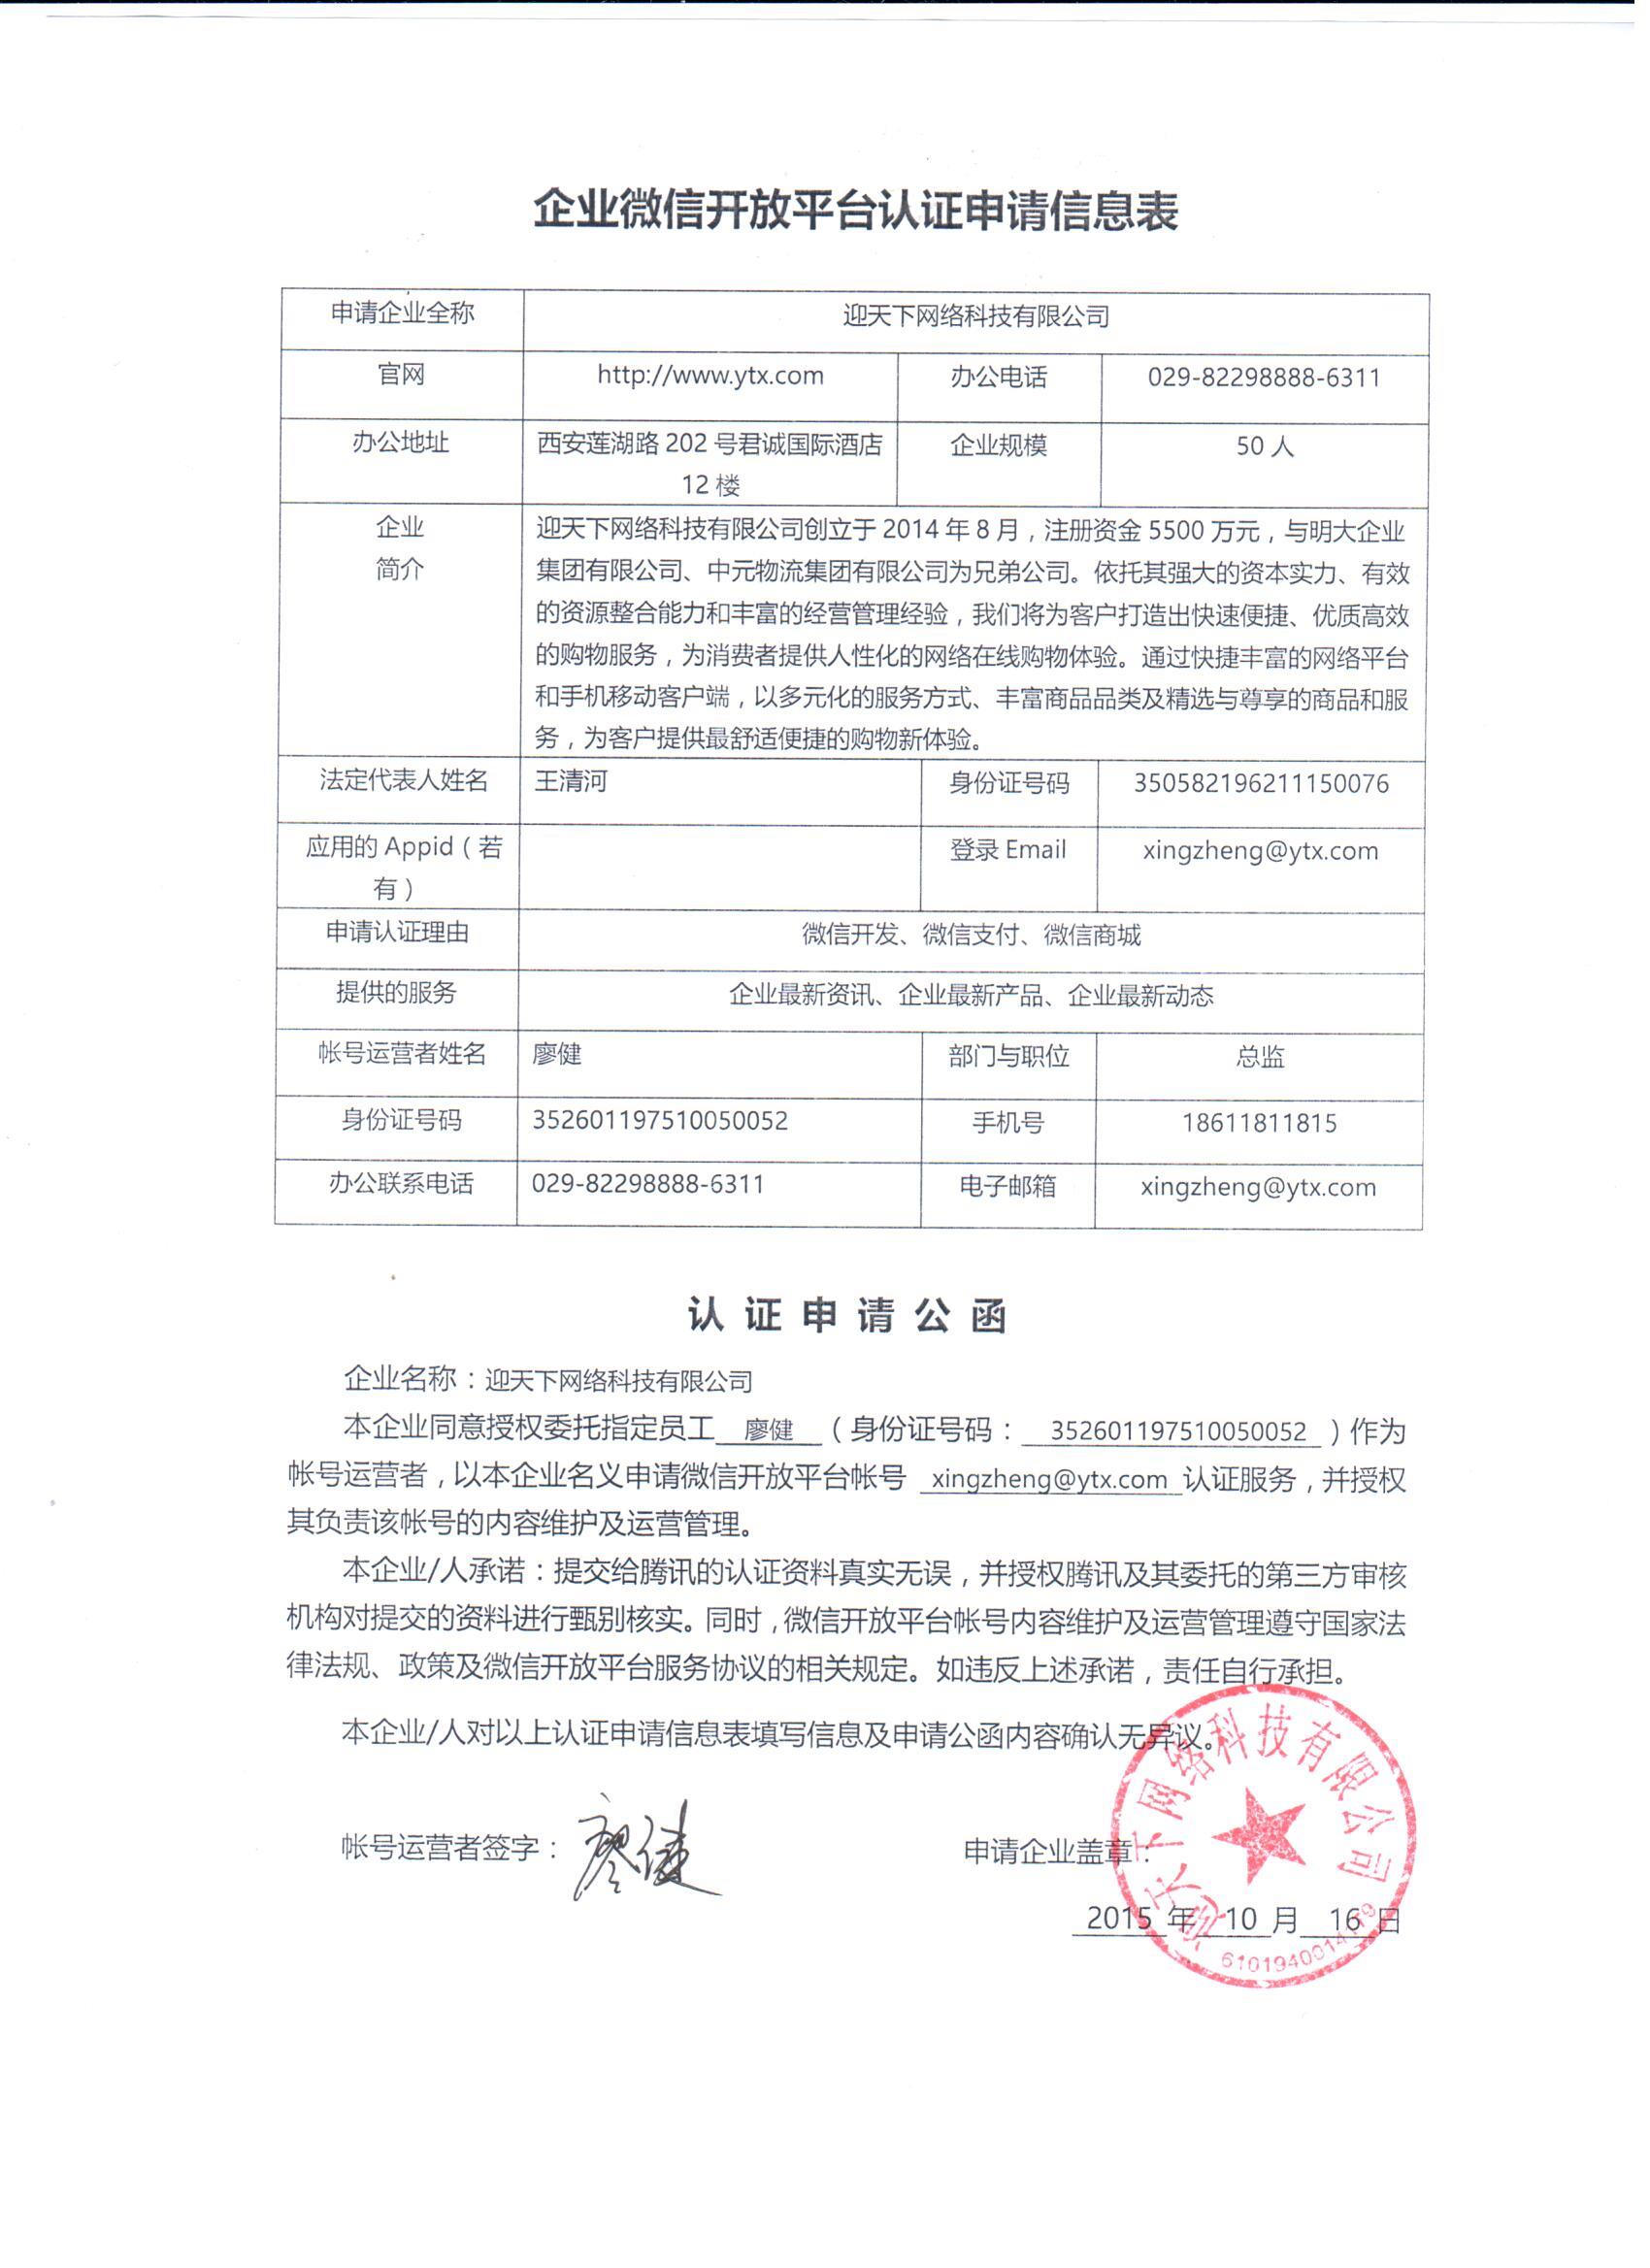 企业微信开放平台认证申请信息表
申请企业全称 迎天下网络科技有限公司
官网 http://www.ytx.com 办公电话 029-82298888-6311
办公地址 西安莲湖路 202 号君诚国际酒店 企业规模 50 人
12 楼
企业 迎天下网络科技有限公司创立于 2014 年 8 月，注册资金 5500 万元，与明大企业
简介 集团有限公司、中元物流集团有限公司为兄弟公司。依托其强大的资本实力、有效
的资源整合能力和丰富的经营管理经验，我们将为客户打造出快速便捷、优质高效
的购物服务，为消费者提供人性化的网络在线购物体验。通过快捷丰富的网络平台
和手机移动客户端，以多元化的服务方式、丰富商品品类及精选与尊享的商品和服
务，为客户提供最舒适便捷的购物新体验。
法定代表人姓名 王清河 身份证号码 350582196211150076
应用的 Appid（若 登录 Email xingzheng@ytx.com
有）
申请认证理由 微信开发、微信支付、微信商城
提供的服务 企业最新资讯、企业最新产品、企业最新动态
帐号运营者姓名 廖健 部门与职位 总监
身份证号码 352601197510050052 手机号 18611811815
办公联系电话 029-82298888-6311 电子邮箱 xingzheng@ytx.com
认 证 申 请 公 函
企业名称：迎天下网络科技有限公司
本企业同意授权委托指定员工 廖健 （身份证号码： 352601197510050052 ）作为
帐号运营者，以本企业名义申请微信开放平台帐号 xingzheng@ytx.com 认证服务，并授权
其负责该帐号的内容维护及运营管理。
本企业/人承诺：提交给腾讯的认证资料真实无误，并授权腾讯及其委托的第三方审核
机构对提交的资料进行甄别核实。同时，微信开放平台帐号内容维护及运营管理遵守国家法
律法规、政策及微信开放平台服务协议的相关规定。如违反上述承诺，责任自行承担。
本企业/人对以上认证申请信息表填写信息及申请公函内容确认无异议。
帐号运营者签字：廖健 申请企业盖章：
2015 年 10 月 16 日
迎天下网络科技有限公司